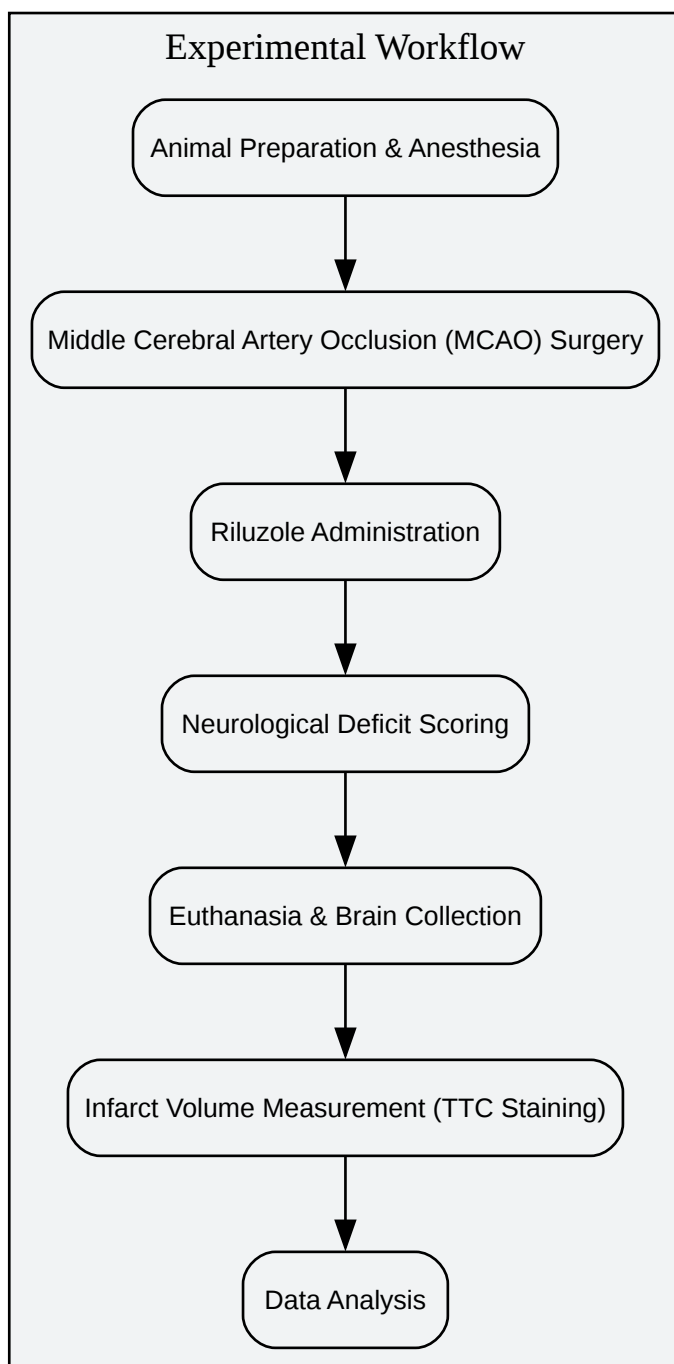 Experimental Workflow
Animal Preparation & Anesthesia
Middle Cerebral Artery Occlusion (MCAO) Surgery
Riluzole Administration
Neurological Deficit Scoring
Euthanasia & Brain Collection
Infarct Volume Measurement (TTC Staining)
Data Analysis